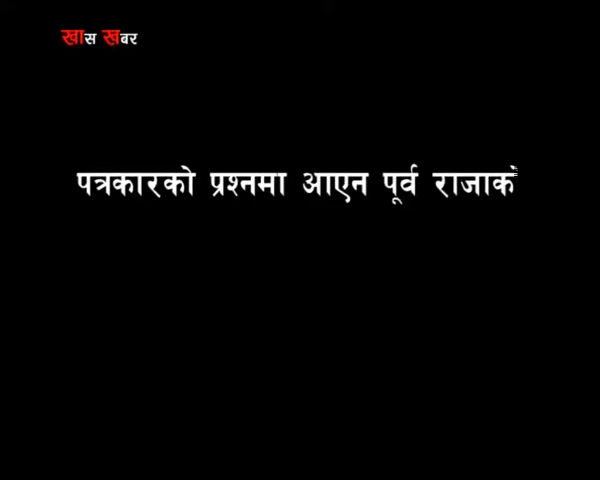 खास खबर
पत्रकारको प्रश्नमा आएन पूर्व